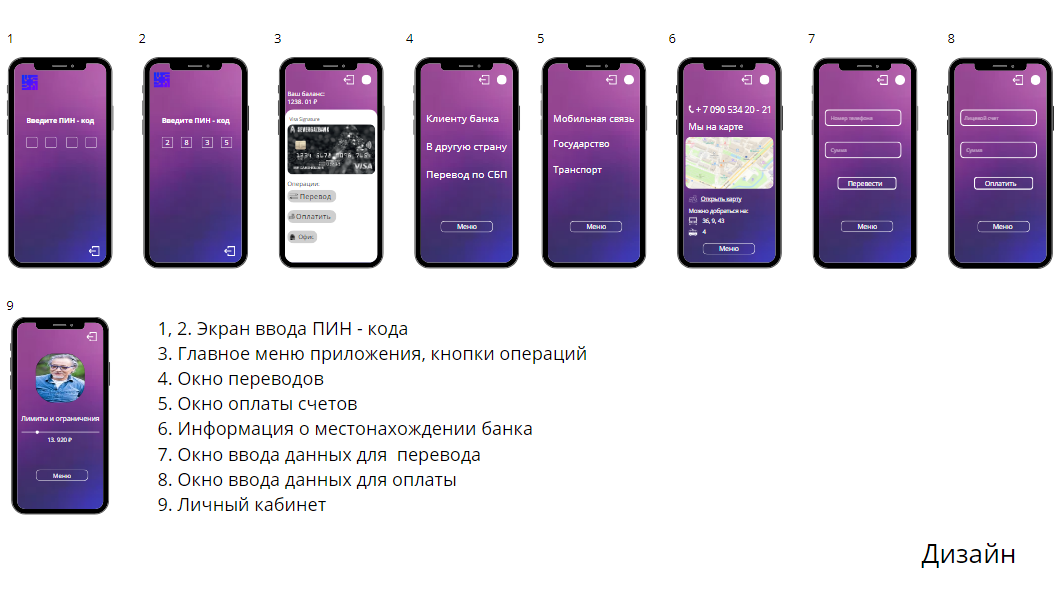 1
2
3
4
5
6
7
8
Введите ПИН - код
Введите ПИН - код
2 8 3 5
Ваш баланс:
1238. 01 ₽
Visa Signature
SEVERGAZBANK
VISA
Операции:
Перевод
Оплатить
Офис
Клиенту банка
В другую страну
Перевод по СБП
Меню
Мобильная связь
Государство
Транспорт
Меню
+ 7 090 534 20 - 21
Мы на карте
Открыть карту
Можно добраться на:
36, 9, 43
4
Меню
Номер телефона
Сумма
Перевести
Меню
Лицевой счет
Сумма
Оплатить
Меню
9
Лимиты и ограничения
13. 920 ₽
Меню
1, 2. Экран ввода ПИН - кода
3. Главное меню приложения, кнопки операций
4. Окно переводов
5. Окно оплаты счетов
6. Информация о местонахождении банка
7. Окно ввода данных для  перевода
8. Окно ввода данных для оплаты
9. Личный кабинет
Дизайн